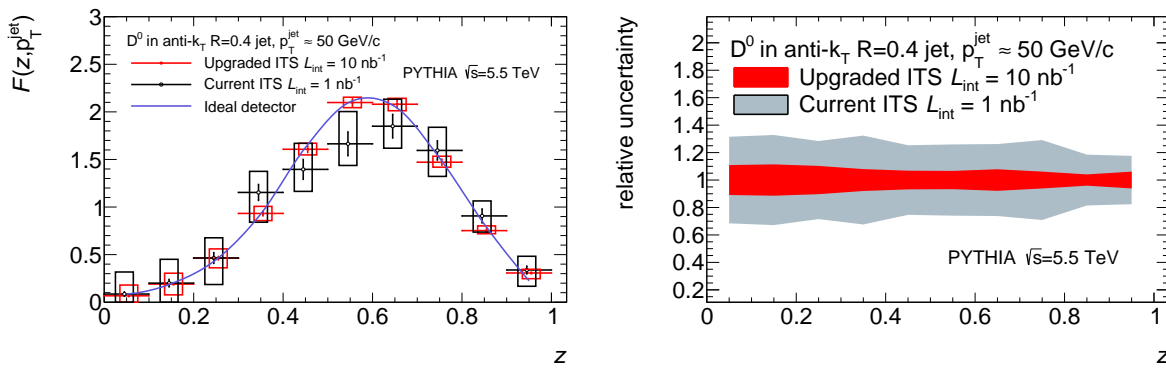 F(z,p_T^jet)
3
2.5
2
1.5
1
0.5
0
D⁰ in anti-k_T R=0.4 jet, p_T^jet ≈ 50 GeV/c
Upgraded ITS L_int = 10 nb⁻¹
Current ITS L_int = 1 nb⁻¹
Ideal detector
PYTHIA √s=5.5 TeV
0 0.2 0.4 0.6 0.8 1
z
relative uncertainty
2
1.8
1.6
1.4
1.2
1
0.8
0.6
0.4
0.2
D⁰ in anti-k_T R=0.4 jet, p_T^jet ≈ 50 GeV/c
Upgraded ITS L_int = 10 nb⁻¹
Current ITS L_int = 1 nb⁻¹
PYTHIA √s=5.5 TeV
0 0.2 0.4 0.6 0.8 1
z